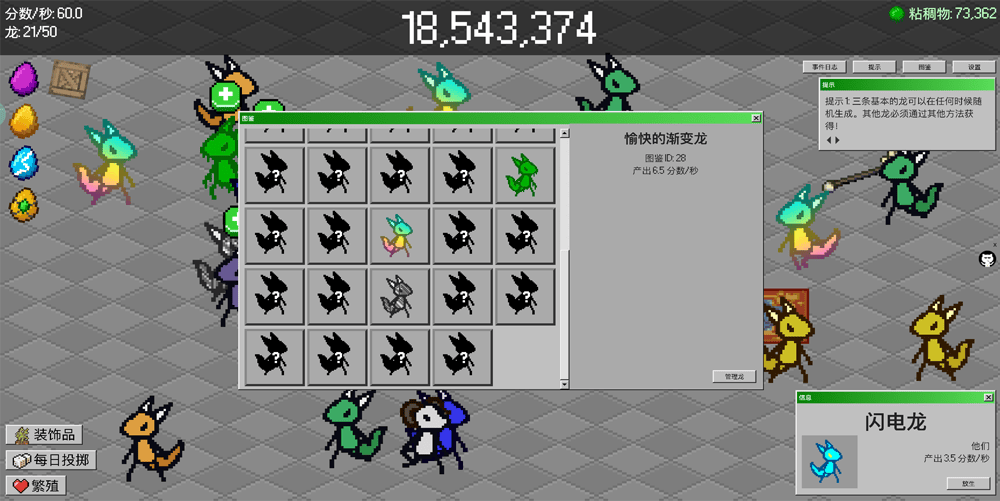 分数/秒: 60.0
龙: 21/50
18,543,374
粘稠物: 73,362
事件日志
提示
图鉴
设置
提示
提示 1: 三条基本的龙可以在任何时候随
机生成。其他龙必须通过其他方法获
得!
图鉴
愉快的渐变龙
图鉴 ID: 28
产出 6.5 分数/秒
? ? ? ?
? ? ? ?
? ? ? ?
? ? ? ?
管理龙
装饰品
每日投掷
繁殖
信息
闪电龙
他们
产出 3.5 分数/秒
放生